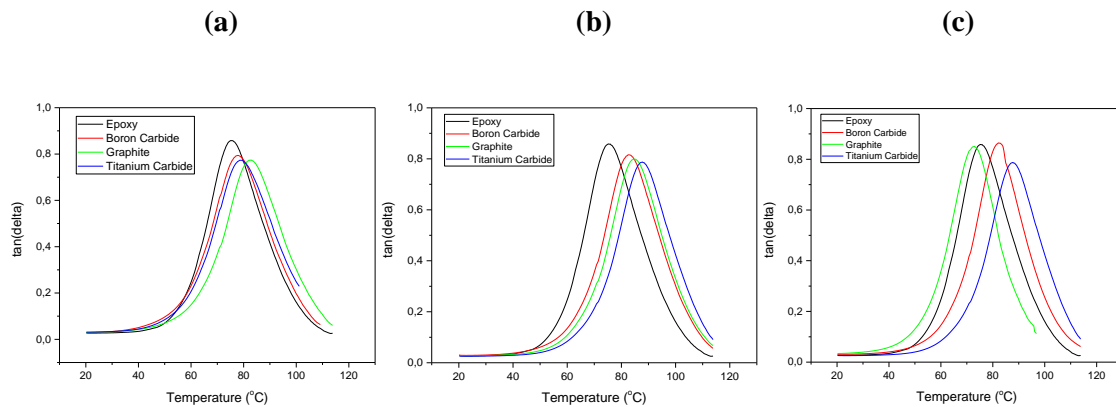 (a)
(b)
(c)
tan(delta)
1,0
0,8
0,6
0,4
0,2
0,0
Epoxy
Boron Carbide
Graphite
Titanium Carbide
20 40 60 80 100 120
Temperature (°C)
tan(delta)
1,0
0,8
0,6
0,4
0,2
0,0
Epoxy
Boron Carbide
Graphite
Titanium Carbide
20 40 60 80 100 120
Temperature (°C)
tan(delta)
1,0
0,8
0,6
0,4
0,2
0,0
Epoxy
Boron Carbide
Graphite
Titanium Carbide
20 40 60 80 100 120
Temperature (°C)